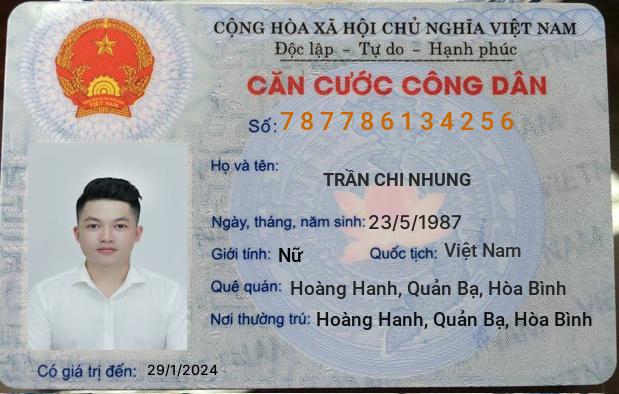 CỘNG HÒA XÃ HỘI CHỦ NGHĨA VIỆT NAM
Độc lập - Tự do - Hạnh phúc
CĂN CƯỚC CÔNG DÂN
Số: 787786134256
Họ và tên:
TRẦN CHI NHUNG
Ngày, tháng, năm sinh: 23/5/1987
Giới tính: Nữ Quốc tịch: Việt Nam
Quê quán: Hoàng Hanh, Quản Bạ, Hòa Bình
Nơi thường trú: Hoàng Hanh, Quản Bạ, Hòa Bình
Có giá trị đến: 29/1/2024